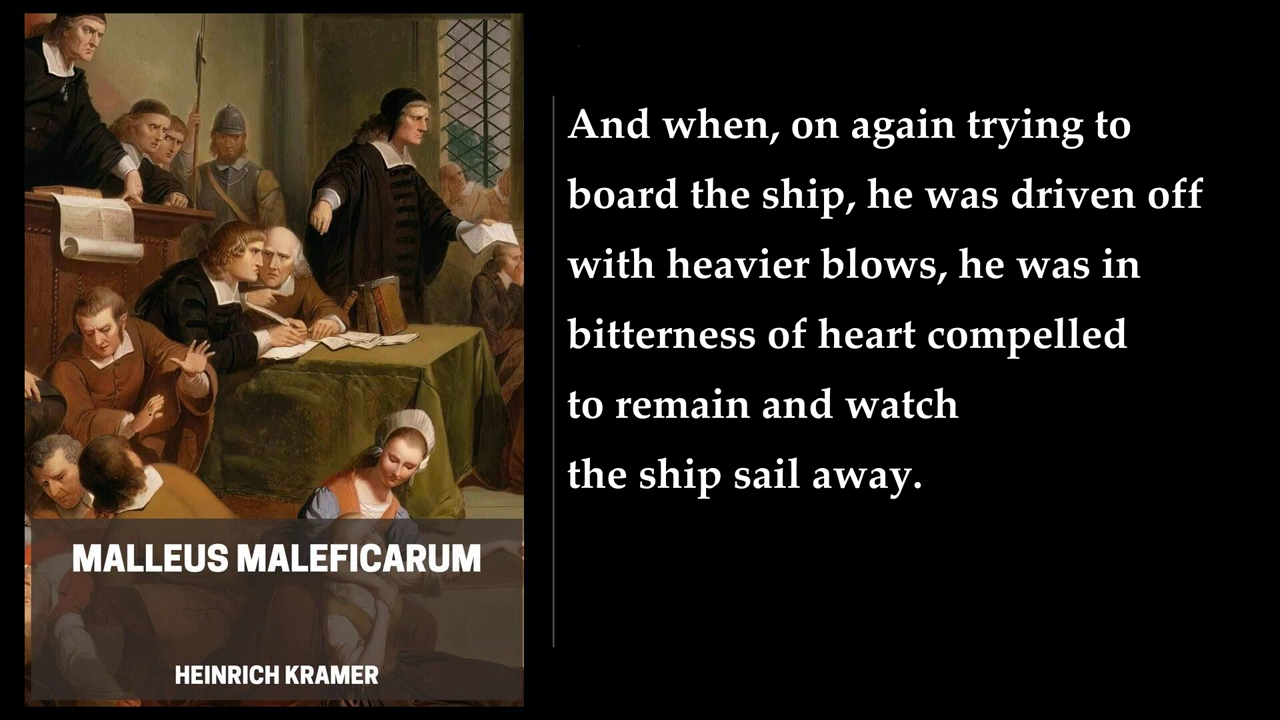 MALLEUS MALEFICARUM
HEINRICH KRAMER
And when, on again trying to
board the ship, he was driven off
with heavier blows, he was in
bitterness of heart compelled
to remain and watch
the ship sail away.